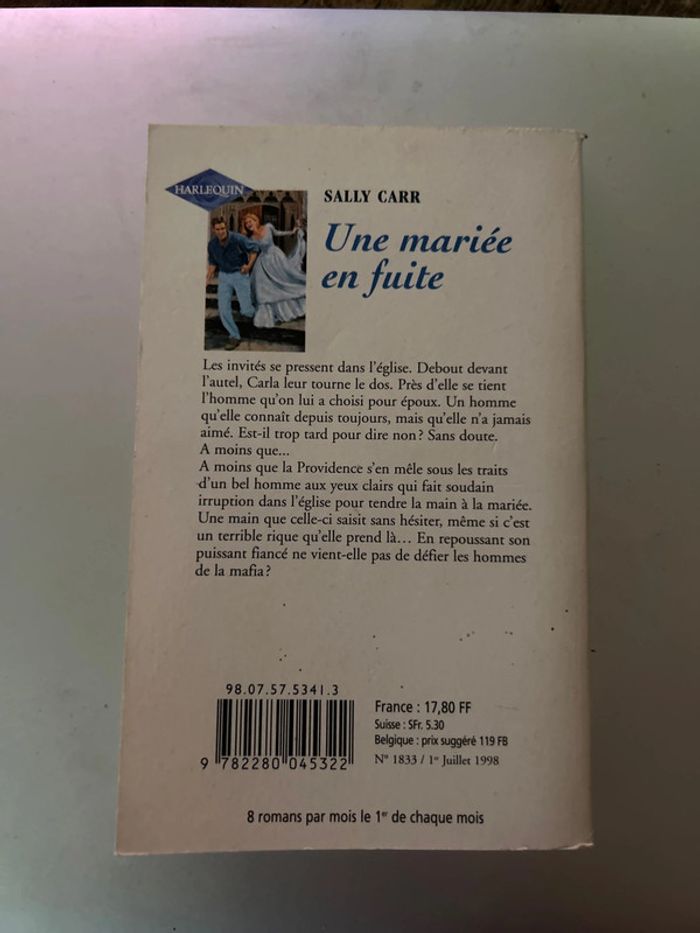 HARLEQUIN
SALLY CARR
Une mariée
en fuite
Les invités se pressent dans l'église. Debout devant
l'autel, Carla leur tourne le dos. Près d'elle se tient
l'homme qu'on lui a choisi pour époux. Un homme
qu'elle connaît depuis toujours, mais qu'elle n'a jamais
aimé. Est-il trop tard pour dire non ? Sans doute.
A moins que...
A moins que la Providence s'en mêle sous les traits
d'un bel homme aux yeux clairs qui fait soudain
irruption dans l'église pour tendre la main à la mariée.
Une main que celle-ci saisit sans hésiter, même si c'est
un terrible rique qu'elle prend là... En repoussant son
puissant fiancé ne vient-elle pas de défier les hommes
de la mafia ?
98.07.57.5341.3
9 782280 045322
France : 17,80 FF
Suisse : SFr. 5.30
Belgique : prix suggéré 119 FB
N° 1833 / 1er Juillet 1998
8 romans par mois le 1er de chaque mois